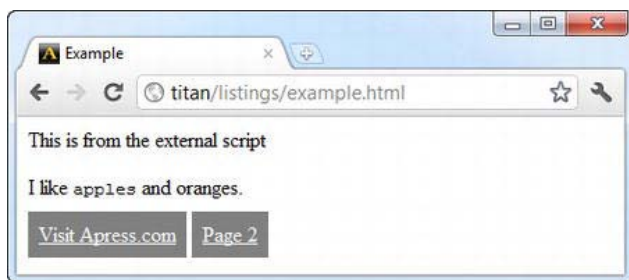 Example
titan/listings/example.html
This is from the external script
I like apples and oranges.
Visit Apress.com Page 2